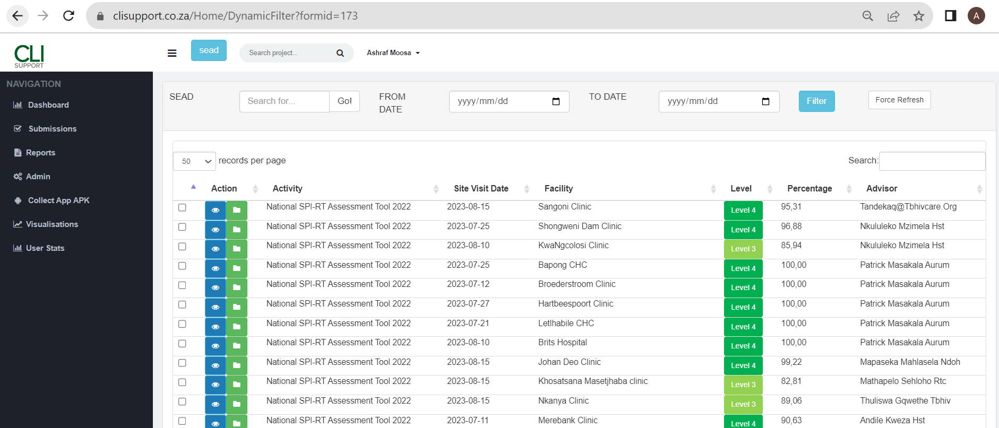 clisupport.co.za/Home/DynamicFilter?formid=173
A
CLI
SUPPORT
sead
Search project...
Ashraf Moosa
NAVIGATION
Dashboard
Submissions
Reports
Admin
Collect App APK
Visualisations
User Stats
SEAD
Search for...
Go!
FROM
DATE
yyyy/mm/dd
TO DATE
yyyy/mm/dd
Filter
Force Refresh
50 records per page
Search:
Action Activity Site Visit Date Facility Level Percentage Advisor
National SPI-RT Assessment Tool 2022 2023-08-15 Sangoni Clinic Level 4 95,31 Tandekaq@Tbhivcare.Org
National SPI-RT Assessment Tool 2022 2023-07-25 Shongweni Dam Clinic Level 4 96,88 Nkululeko Mzimela Hst
National SPI-RT Assessment Tool 2022 2023-08-10 KwaNgcolosi Clinic Level 3 85,94 Nkululeko Mzimela Hst
National SPI-RT Assessment Tool 2022 2023-07-25 Bapong CHC Level 4 100,00 Patrick Masakala Aurum
National SPI-RT Assessment Tool 2022 2023-07-12 Broederstroom Clinic Level 4 100,00 Patrick Masakala Aurum
National SPI-RT Assessment Tool 2022 2023-07-27 Hartbeespoort Clinic Level 4 100,00 Patrick Masakala Aurum
National SPI-RT Assessment Tool 2022 2023-07-21 Letlhabile CHC Level 4 100,00 Patrick Masakala Aurum
National SPI-RT Assessment Tool 2022 2023-08-10 Brits Hospital Level 4 100,00 Patrick Masakala Aurum
National SPI-RT Assessment Tool 2022 2023-08-15 Johan Deo Clinic Level 4 99,22 Mapaseka Mahlasela Ndoh
National SPI-RT Assessment Tool 2022 2023-08-15 Khosatsana Masetjhaba clinic Level 3 82,81 Mathapelo Sehloho Rtc
National SPI-RT Assessment Tool 2022 2023-08-15 Nkanya Clinic Level 3 89,06 Thuliswa Gqwethe Tbhiv
National SPI-RT Assessment Tool 2022 2023-07-11 Merebank Clinic Level 4 90,63 Andile Kweza Hst